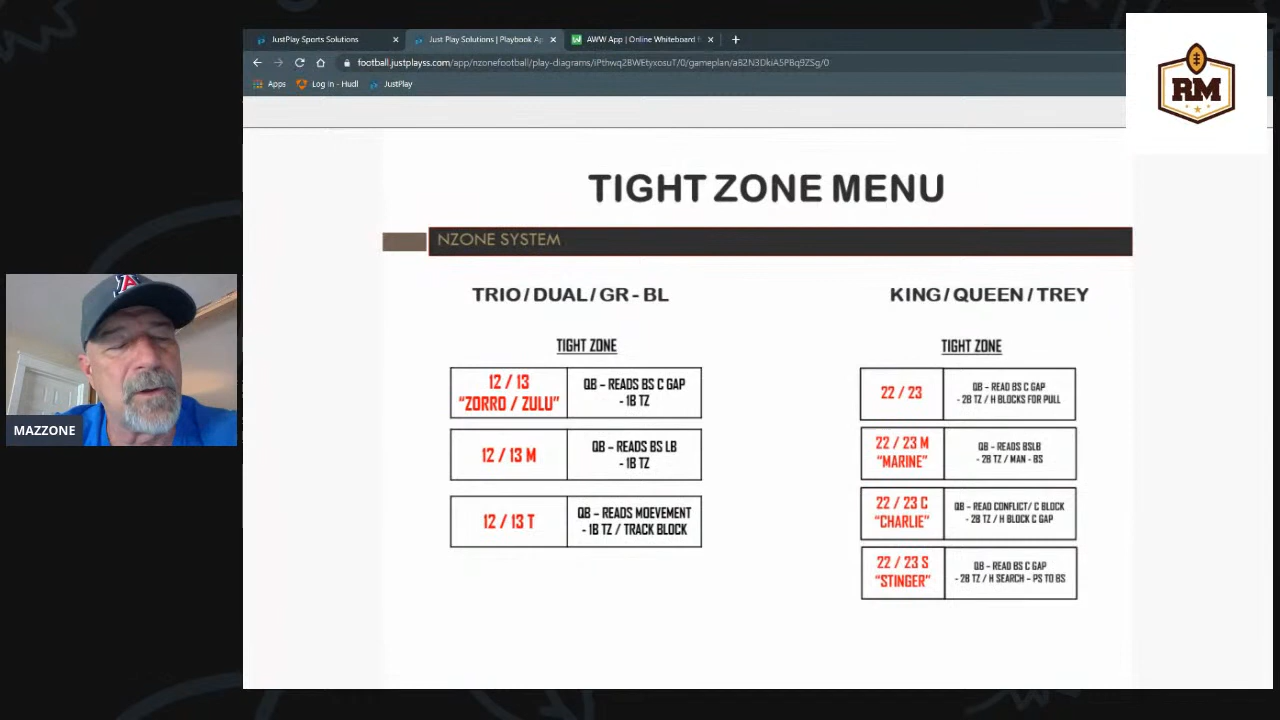 JustPlay Sports Solutions
Just Play Solutions | Playbook Ap
AWW App | Online Whiteboard
football.justplayss.com/app/nzonefootball/play-diagrams/iPthwq2BWEtyxosuT/0/gameplan/aB2N3DkiA5PBq9ZSg/0
Apps
Log In - Hudl
JustPlay
RM
TIGHT ZONE MENU
NZONE SYSTEM
TRIO / DUAL / GR - BL
TIGHT ZONE
12 / 13
"ZORRO / ZULU"
QB – READS BS C GAP
- 1B TZ
12 / 13 M
QB – READS BS LB
- 1B TZ
12 / 13 T
QB – READS MOEVEMENT
- 1B TZ / TRACK BLOCK
KING / QUEEN / TREY
TIGHT ZONE
22 / 23
QB – READ BS C GAP
- 2B TZ / H BLOCKS FOR PULL
22 / 23 M
"MARINE"
QB – READS BSLB
- 2B TZ / MAN - BS
22 / 23 C
"CHARLIE"
QB – READ CONFLICT/ C BLOCK
- 2B TZ / H BLOCK C GAP
22 / 23 S
"STINGER"
QB – READ BS C GAP
- 2B TZ / H SEARCH – PS TO BS
A
MAZZONE